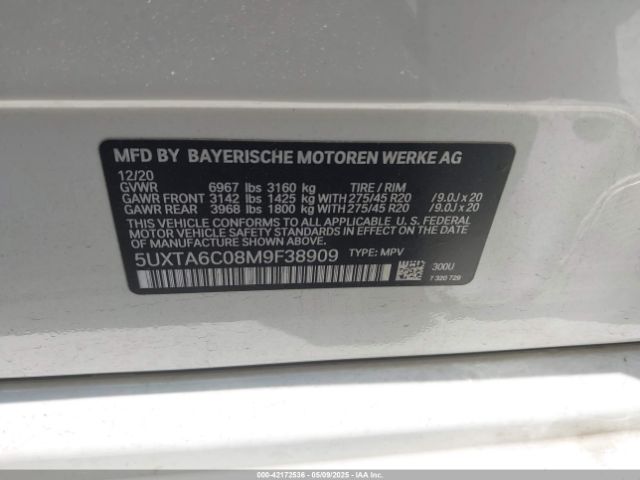 MFD BY BAYERISCHE MOTOREN WERKE AG
12/20
GVWR 6967 lbs 3160 kg TIRE / RIM
GAWR FRONT 3142 lbs 1425 kg WITH 275/45 R20 / 9.0J x 20
GAWR REAR 3968 lbs 1800 kg WITH 275/45 R20 / 9.0J x 20
THIS VEHICLE CONFORMS TO ALL APPLICABLE U. S. FEDERAL
MOTOR VEHICLE SAFETY STANDARDS IN EFFECT ON THE
DATE OF MANUFACTURE SHOWN ABOVE.
5UXTA6C08M9F38909 TYPE: MPV
300U
7 320 729
000-42172536 - 05/09/2025 - IAAI.COM